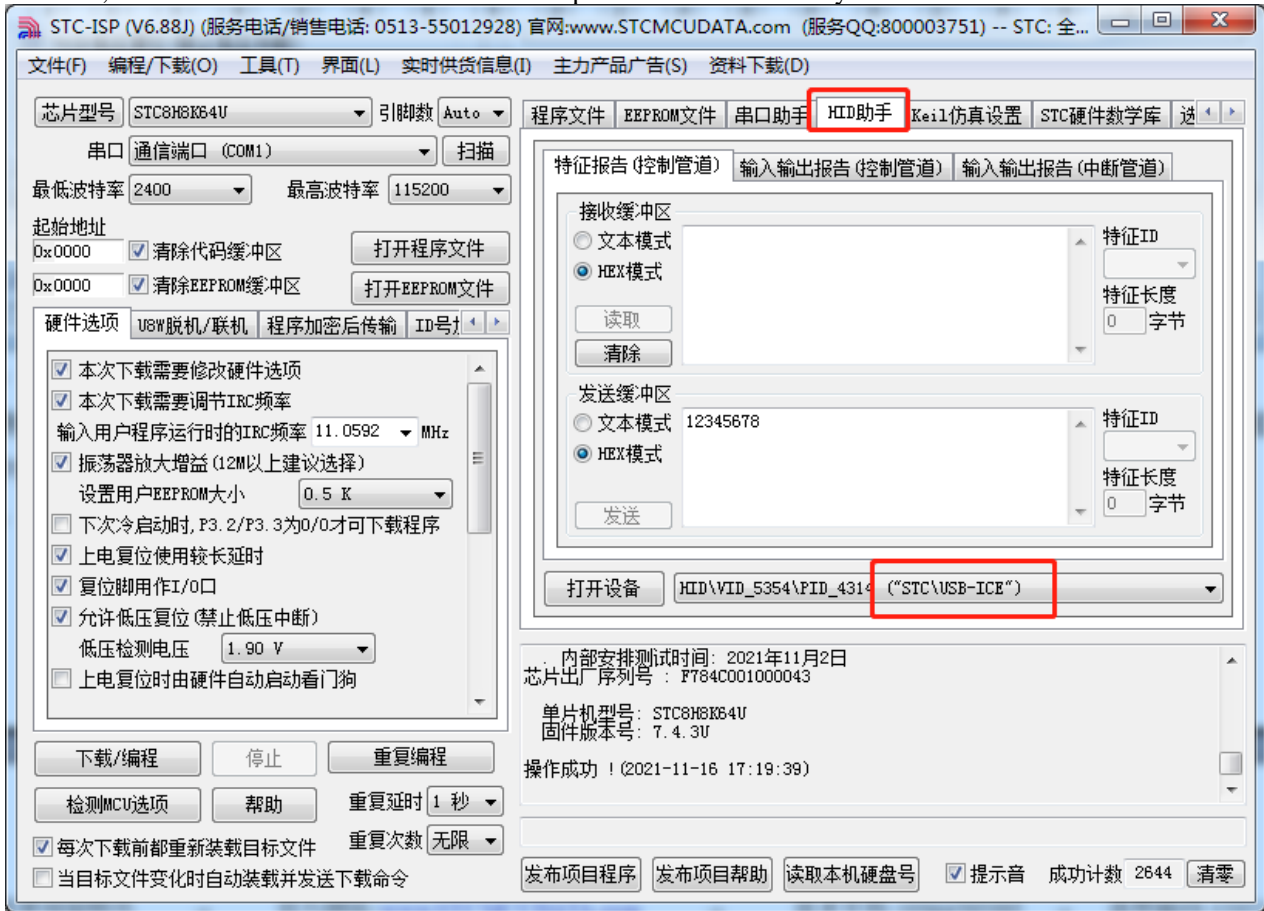 STC-ISP (V6.88J) (服务电话/销售电话: 0513-55012928) 官网:www.STCMCUDATA.com (服务QQ:800003751) -- STC: 全...
文件(F) 编程/下载(O) 工具(T) 界面(L) 实时供货信息(I) 主力产品广告(S) 资料下载(D)
芯片型号 STC8H8K64U 引脚数 Auto
串口 通信端口 (COM1) 扫描
最低波特率 2400 最高波特率 115200
起始地址
0x0000 清除代码缓冲区 打开程序文件
0x0000 清除EEPROM缓冲区 打开EEPROM文件
硬件选项 U8W脱机/联机 程序加密后传输 ID号
本次下载需要修改硬件选项
本次下载需要调节IRC频率
输入用户程序运行时的IRC频率 11.0592 MHz
振荡器放大增益(12M以上建议选择)
设置用户EEPROM大小 0.5 K
下次冷启动时,P3.2/P3.3为0/0才可下载程序
上电复位使用较长延时
复位脚用作I/O口
允许低压复位(禁止低压中断)
低压检测电压 1.90 V
上电复位时由硬件自动启动看门狗
下载/编程 停止 重复编程
检测MCU选项 帮助 重复延时 1 秒
每次下载前都重新装载目标文件 重复次数 无限
当目标文件变化时自动装载并发送下载命令
程序文件 EEPROM文件 串口助手 HID助手 Keil仿真设置 STC硬件数学库 选
特征报告(控制管道) 输入输出报告(控制管道) 输入输出报告(中断管道)
接收缓冲区
文本模式 特征ID
HEX模式
特征长度
读取 0 字节
清除
发送缓冲区
文本模式 12345678 特征ID
HEX模式
特征长度
发送 0 字节
打开设备 HID\VID_5354\PID_4314 ("STC\USB-ICE")
. 内部安排测试时间: 2021年11月2日
芯片出厂序列号 : F784C001000043
单片机型号: STC8H8K64U
固件版本号: 7.4.3U
操作成功 !(2021-11-16 17:19:39)
发布项目程序 发布项目帮助 读取本机硬盘号 提示音 成功计数 2644 清零